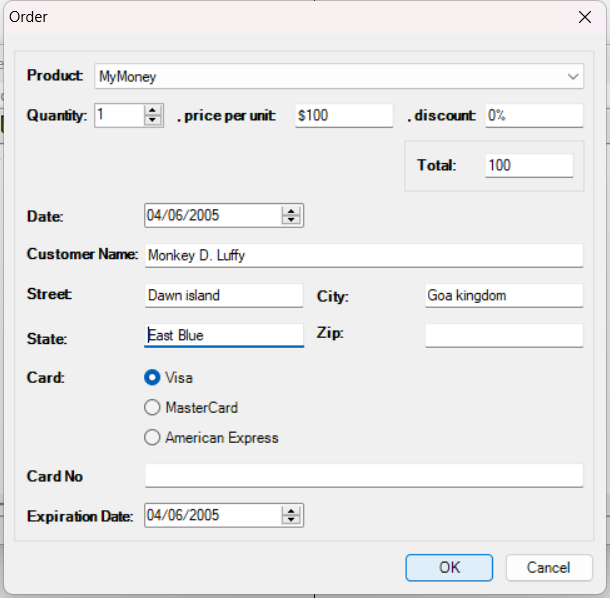 Order
Product: MyMoney
Quantity: 1 , price per unit: $100 , discount: 0%
Total: 100
Date: 04/06/2005
Customer Name: Monkey D. Luffy
Street: Dawn island City: Goa kingdom
State: East Blue Zip:
Card: Visa
MasterCard
American Express
Card No
Expiration Date: 04/06/2005
OK Cancel